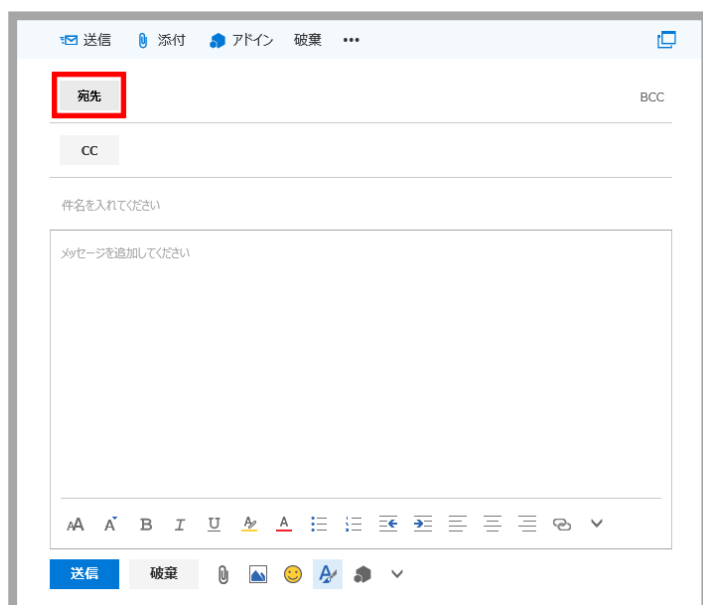 送信 添付 アドイン 破棄 •••
宛先 BCC
CC
件名を入れてください
メッセージを追加してください
AA A B I U A A
送信 破棄 A